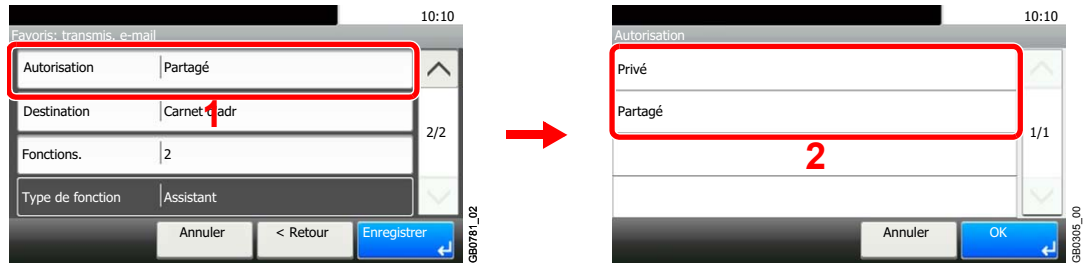 10:10
Favoris: transmis. e-mail
Autorisation Partagé
1
Destination Carnet d'adr
2/2
Fonctions. 2
Type de fonction Assistant
Annuler < Retour Enregistrer
GB0781_02
10:10
Autorisation
Privé
Partagé
1/1
2
Annuler OK
GB0305_00